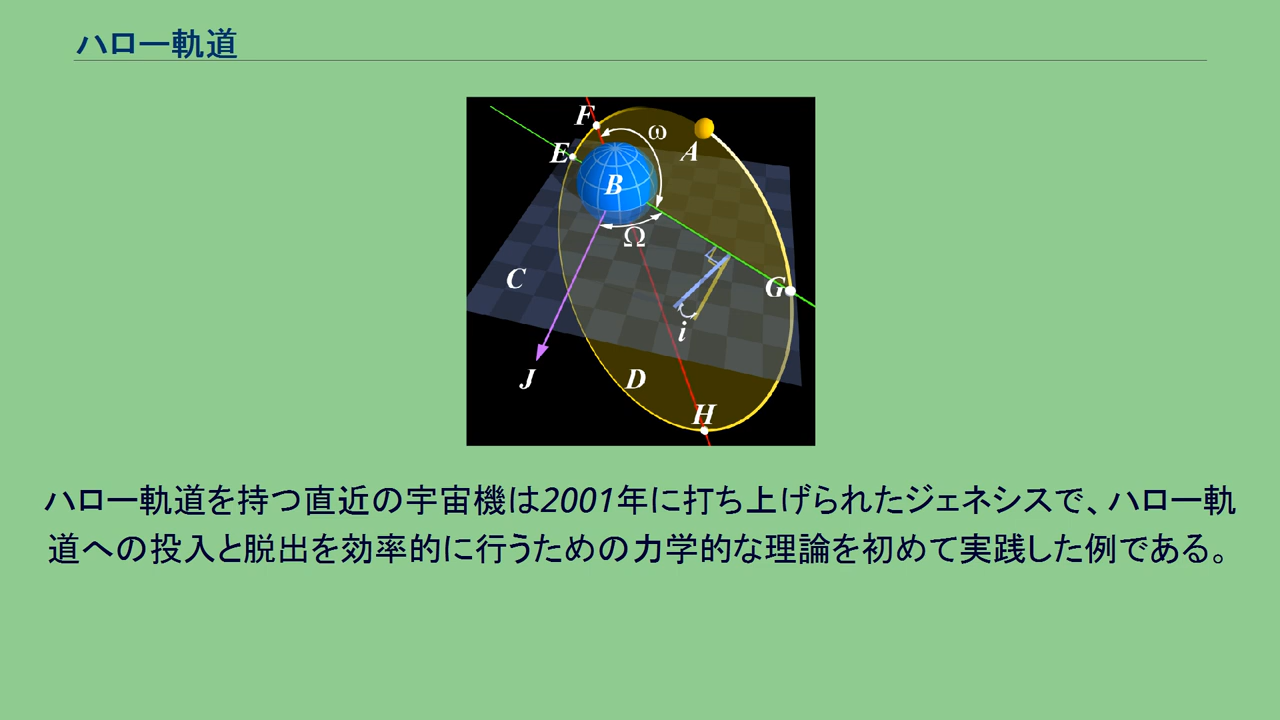 ハロー軌道
F
ω
A
E
B
Ω
C
G
i
J
D
H
ハロー軌道を持つ直近の宇宙機は2001年に打ち上げられたジェネシスで、ハロー軌
道への投入と脱出を効率的に行うための力学的な理論を初めて実践した例である。